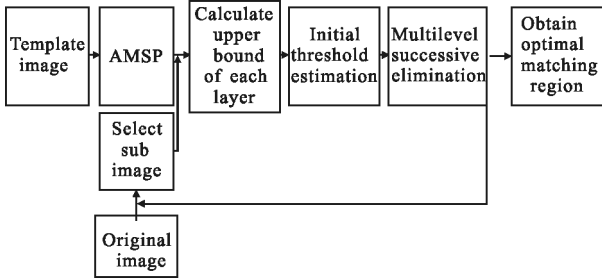 Template
image
AMSP
Calculate
upper
bound
of each
layer
Initial
threshold
estimation
Multilevel
successive
elimination
Obtain
optimal
matching
region
Select
sub
image
Original
image